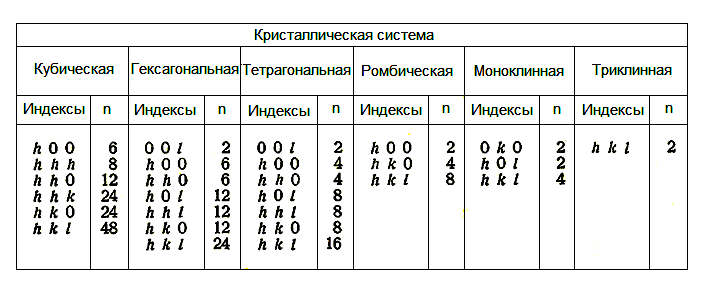 Кристаллическая система
Кубическая Гексагональная Тетрагональная Ромбическая Моноклинная Триклинная
Индексы n Индексы n Индексы n Индексы n Индексы n Индексы n
h 0 0 6 0 0 l 2 0 0 l 2 h 0 0 2 0 k 0 2 h k l 2
h h h 8 h 0 0 6 h 0 0 4 h k 0 4 h 0 l 2
h h 0 12 h h 0 6 h h 0 4 h k l 8 h k l 4
h h k 24 h 0 l 12 h 0 l 8
h k 0 24 h h l 12 h h l 8
h k l 48 h k 0 12 h k 0 8
h k l 24 h k l 16